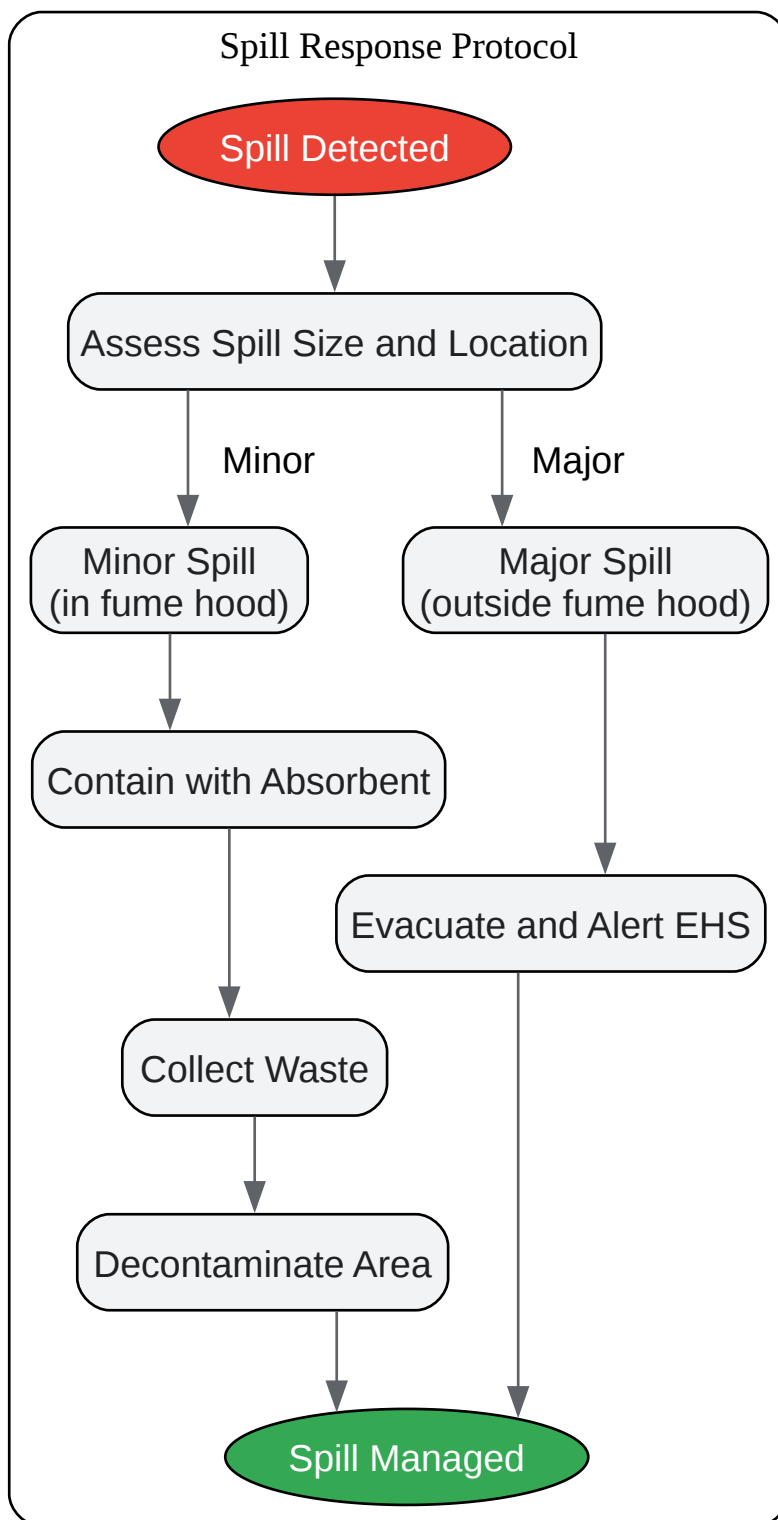 Spill Response Protocol
Spill Detected
Assess Spill Size and Location
Minor
Major
Minor Spill
(in fume hood)
Major Spill
(outside fume hood)
Contain with Absorbent
Evacuate and Alert EHS
Collect Waste
Decontaminate Area
Spill Managed